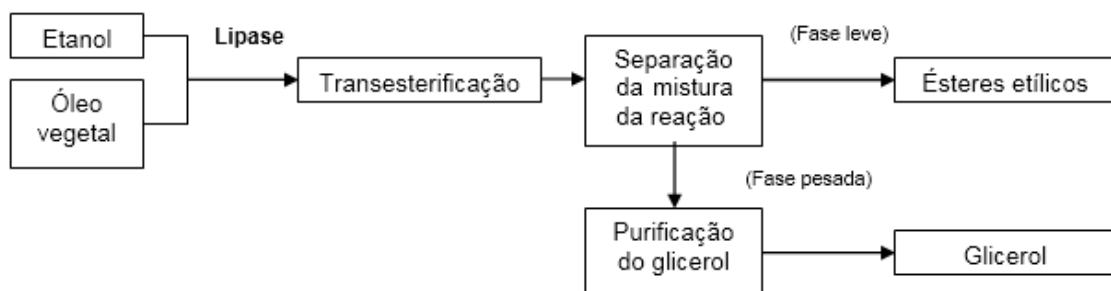 Etanol
Óleo
vegetal
Lipase
Transesterificação
Separação
da mistura
da reação
(Fase leve)
Ésteres etílicos
(Fase pesada)
Purificação
do glicerol
Glicerol